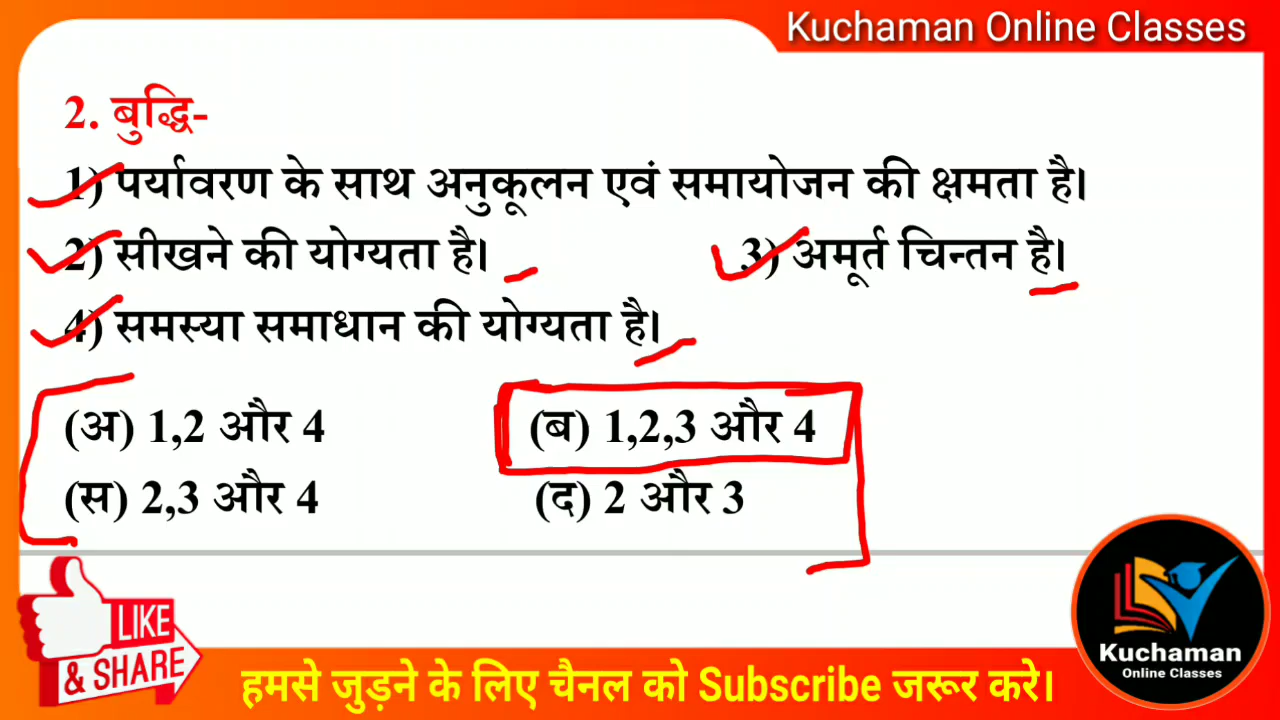 Kuchaman Online Classes
2. बुद्धि-
1) पर्यावरण के साथ अनुकूलन एवं समायोजन की क्षमता है।
2) सीखने की योग्यता है। 3) अमूर्त चिन्तन है।
4) समस्या समाधान की योग्यता है।
(अ) 1,2 और 4 (ब) 1,2,3 और 4
(स) 2,3 और 4 (द) 2 और 3
LIKE
& SHARE
Kuchaman
Online Classes
हमसे जुड़ने के लिए चैनल को Subscribe जरूर करे।